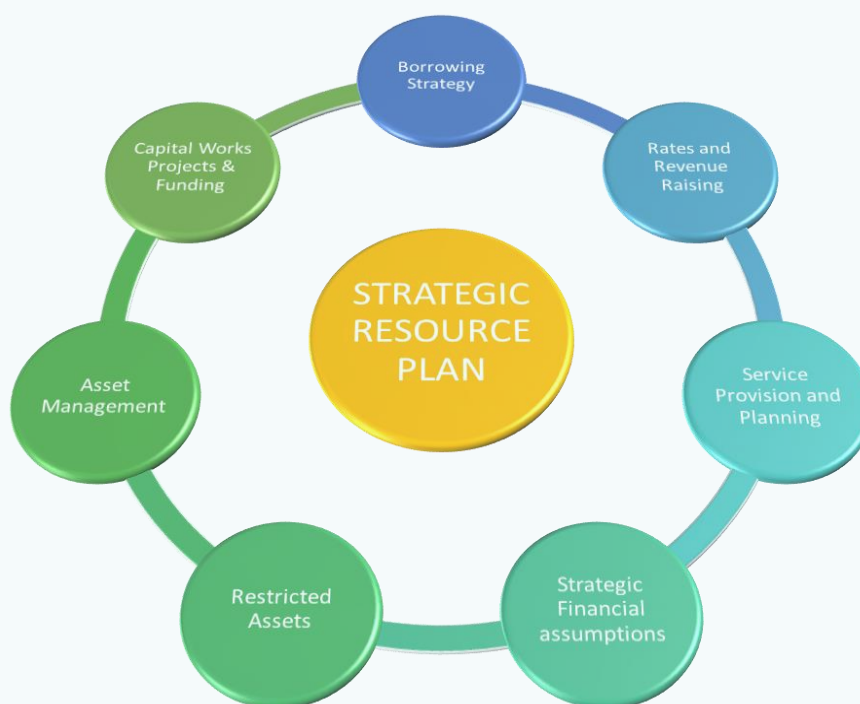 Borrowing
Strategy
Rates and
Revenue
Raising
Service
Provision and
Planning
Strategic
Financial
assumptions
Restricted
Assets
Asset
Management
Capital Works
Projects &
Funding
STRATEGIC
RESOURCE
PLAN